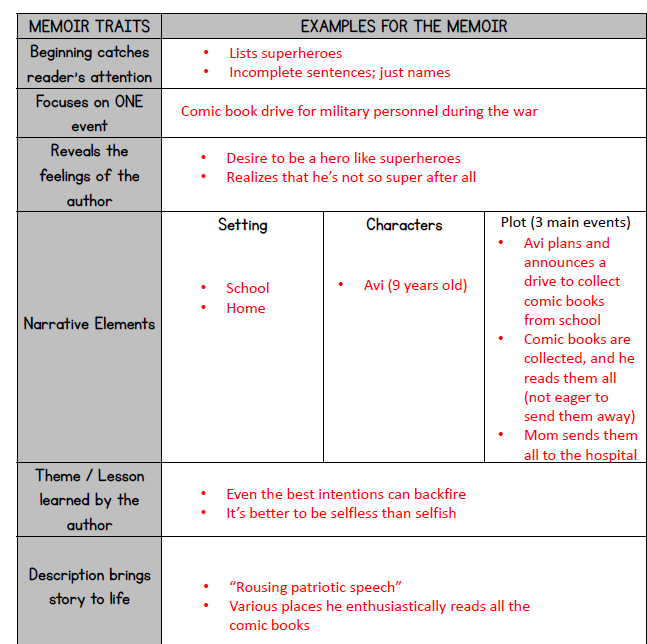 MEMOIR TRAITS
EXAMPLES FOR THE MEMOIR
Beginning catches
reader's attention
• Lists superheroes
• Incomplete sentences; just names
Focuses on ONE
event
Comic book drive for military personnel during the war
Reveals the
feelings of the
author
• Desire to be a hero like superheroes
• Realizes that he's not so super after all
Narrative Elements
Setting
• School
• Home
Characters
• Avi (9 years old)
Plot (3 main events)
• Avi plans and
announces a
drive to collect
comic books
from school
• Comic books are
collected, and he
reads them all
(not eager to
send them away)
• Mom sends them
all to the hospital
Theme / Lesson
learned by the
author
• Even the best intentions can backfire
• It's better to be selfless than selfish
Description brings
story to life
• “Rousing patriotic speech”
• Various places he enthusiastically reads all the
comic books